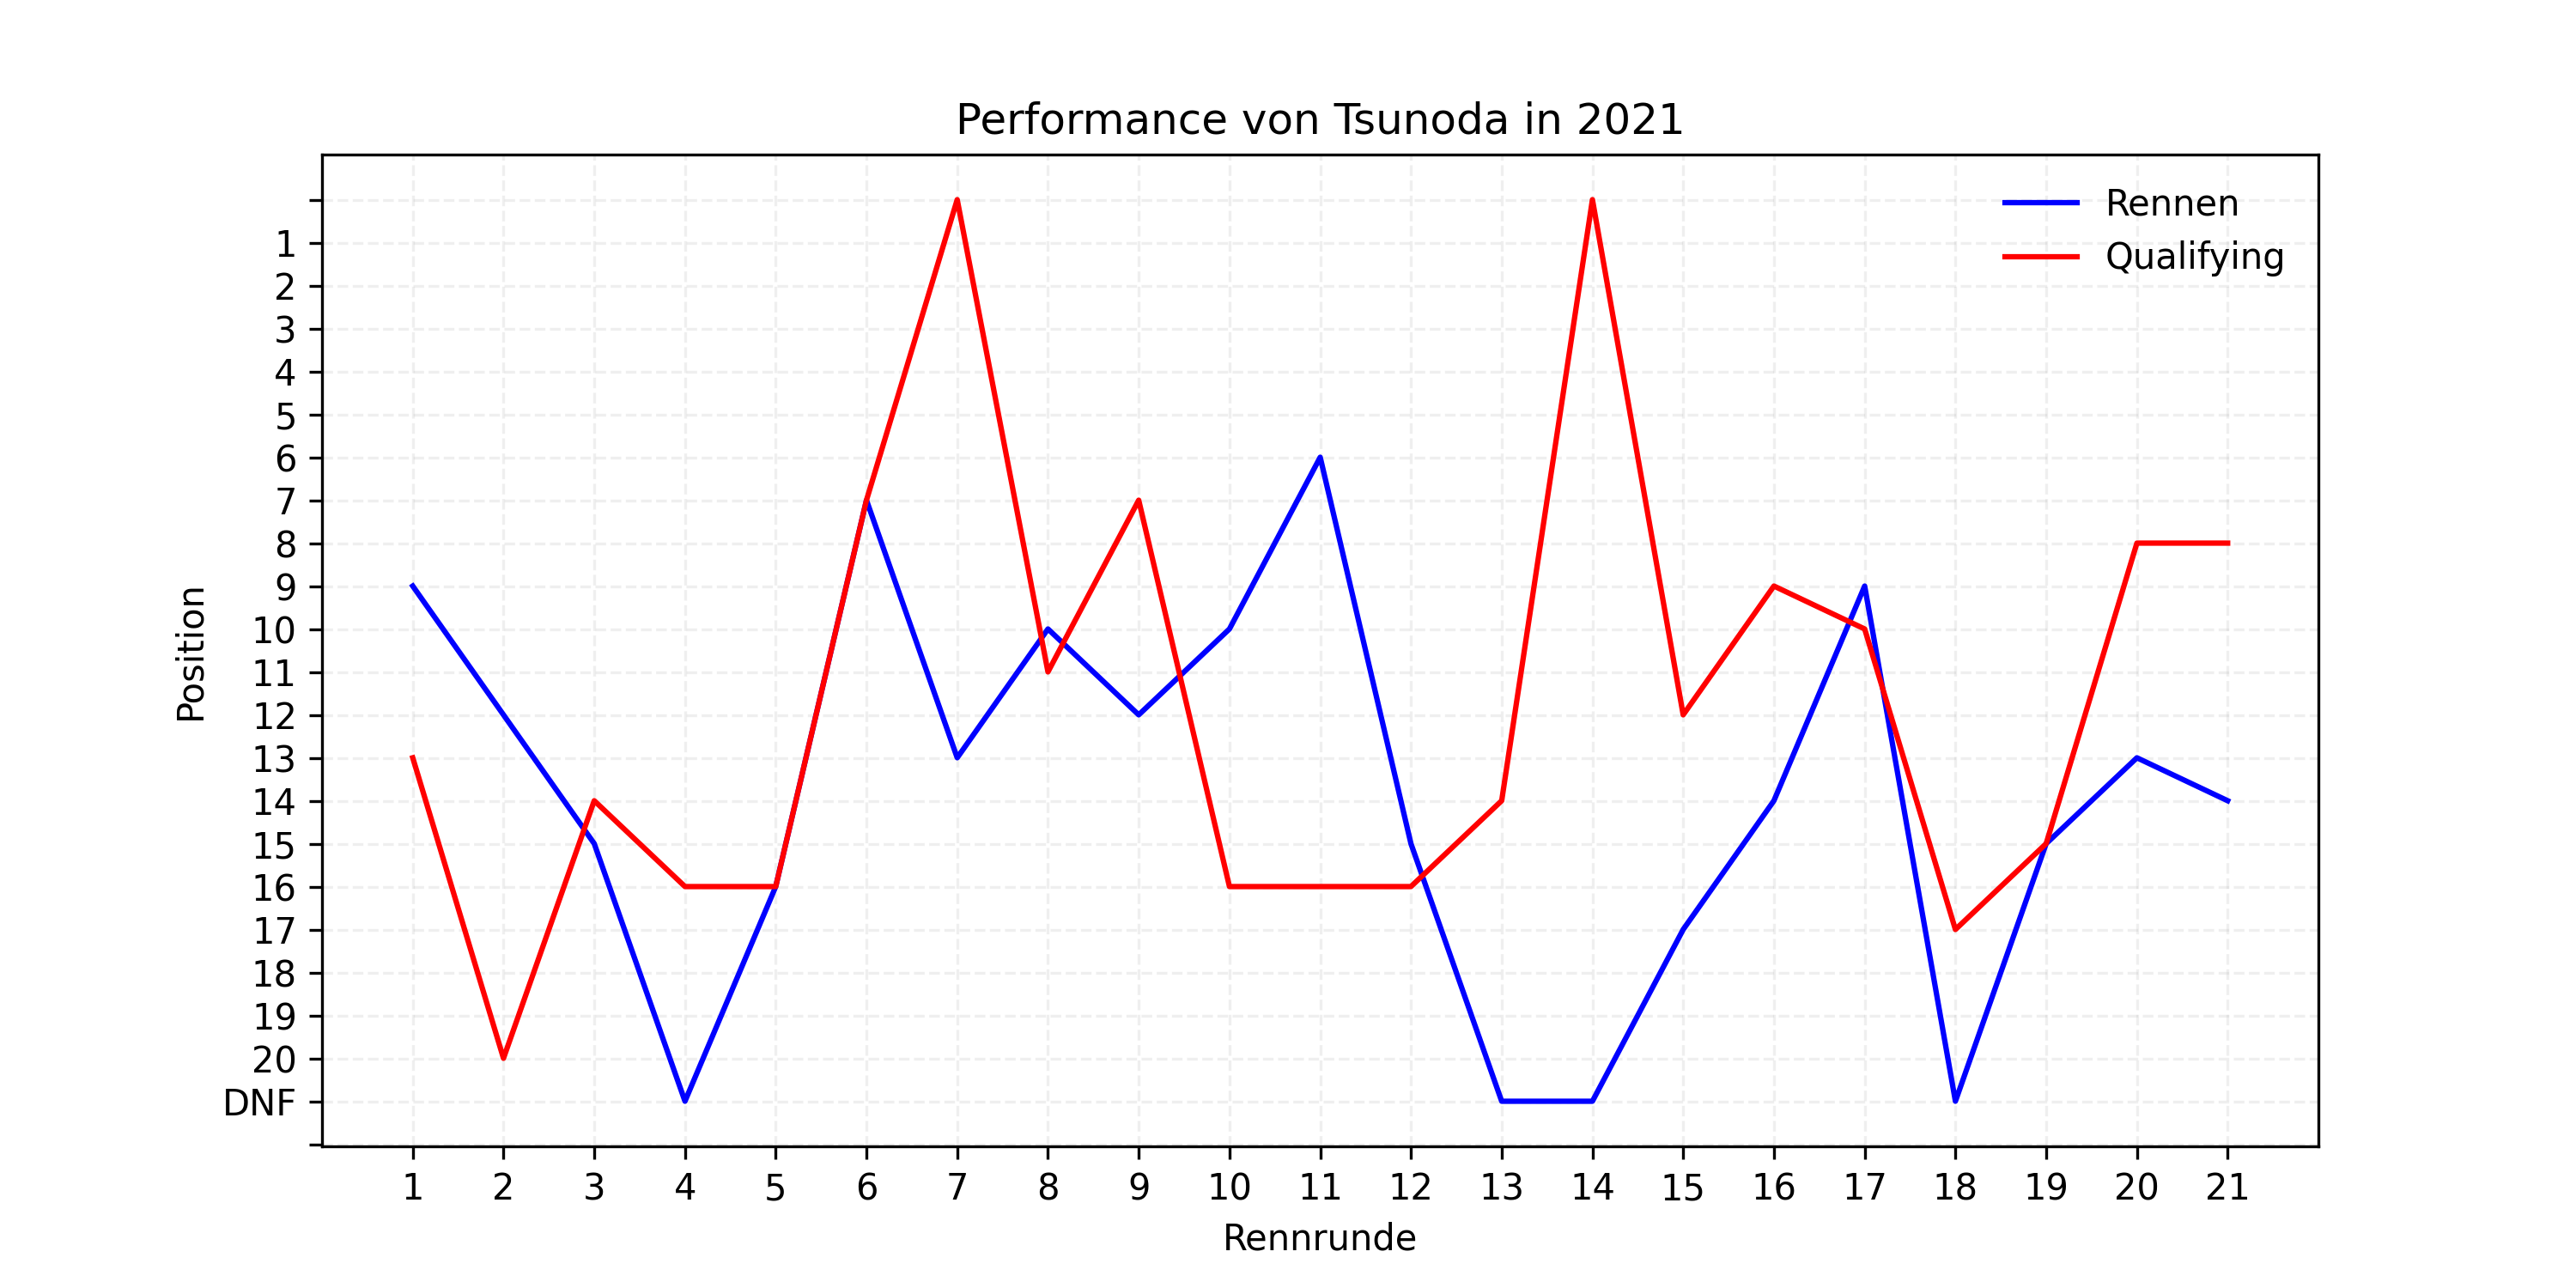 Performance von Tsunoda in 2021
Rennen
Qualifying
1
2
3
4
5
6
7
8
9
10
11
12
13
14
15
16
17
18
19
20
DNF
Position
1 2 3 4 5 6 7 8 9 10 11 12 13 14 15 16 17 18 19 20 21
Rennrunde